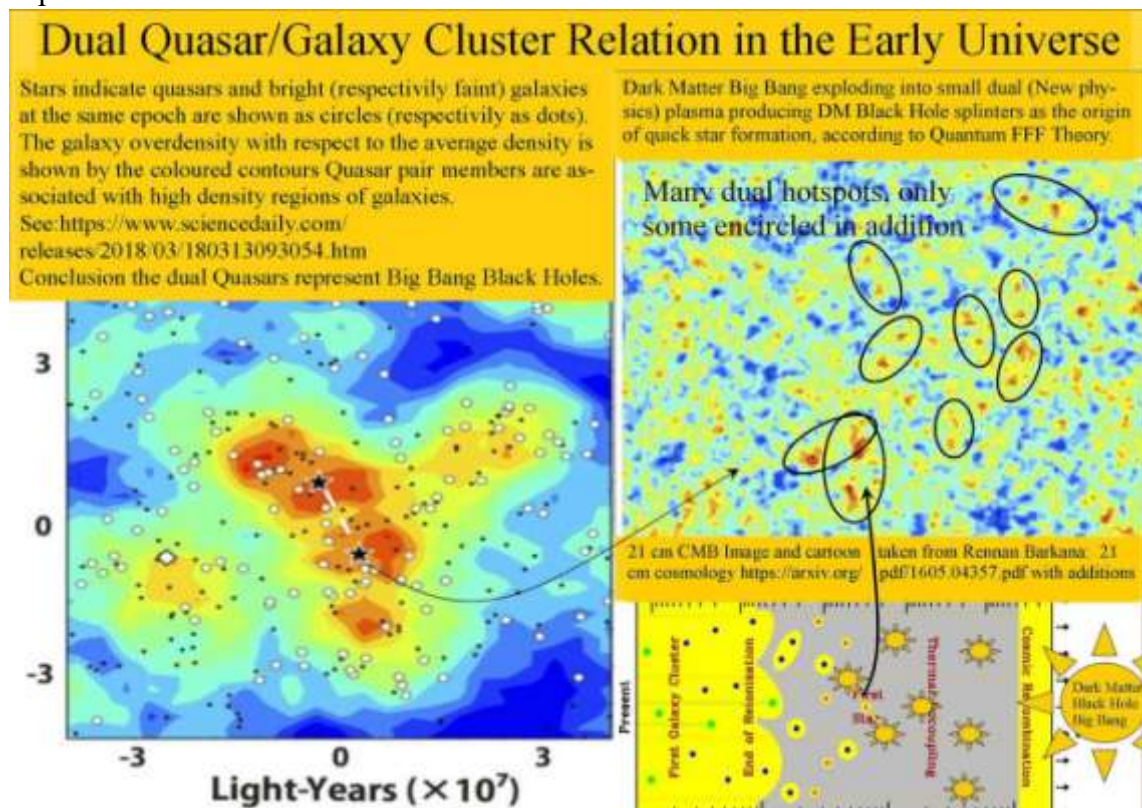 Dual Quasar/Galaxy Cluster Relation in the Early Universe
Stars indicate quasars and bright (respectivily faint) galaxies
at the same epoch are shown as circles (respectivily as dots).
The galaxy overdensity with respect to the average density is
shown by the coloured contours Quasar pair members are as-
sociated with high density regions of galaxies.
See:https://www.sciencedaily.com/
releases/2018/03/180313093054.htm
Conclusion the dual Quasars represent Big Bang Black Holes.
Dark Matter Big Bang exploding into small dual (New phy-
sics) plasma producing DM Black Hole splinters as the origin
of quick star formation, according to Quantum FFF Theory.
Many dual hotspots, only
some encircled in addition
3
0
-3
-3
0
3
Light-Years (×10⁷)
21 cm CMB Image and cartoon taken from Rennan Barkana: 21
cm cosmology https://arxiv.org/ pdf/1605.04357.pdf with additions
Present
First Galaxy Cluster
End of Reionisation
Thermal
Cosmic Recombination
Dark Matter
Black Hole
Big Bang